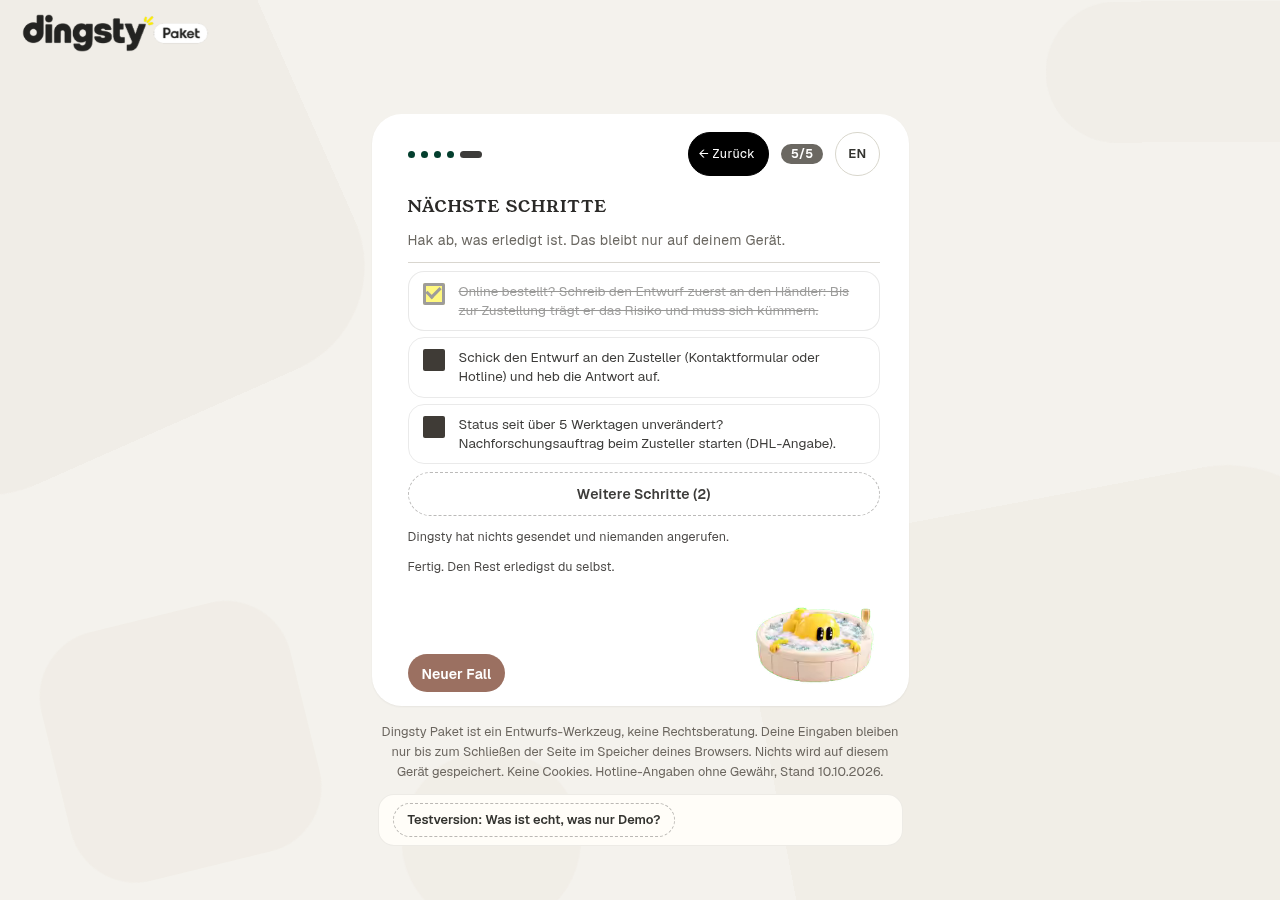 dingsty Paket
← Zurück
5/5
EN
NÄCHSTE SCHRITTE
Hak ab, was erledigt ist. Das bleibt nur auf deinem Gerät.
Online bestellt? Schreib den Entwurf zuerst an den Händler: Bis
zur Zustellung trägt er das Risiko und muss sich kümmern.
Schick den Entwurf an den Zusteller (Kontaktformular oder
Hotline) und heb die Antwort auf.
Status seit über 5 Werktagen unverändert?
Nachforschungsauftrag beim Zusteller starten (DHL-Angabe).
Weitere Schritte (2)
Dingsty hat nichts gesendet und niemanden angerufen.
Fertig. Den Rest erledigst du selbst.
Neuer Fall
Dingsty Paket ist ein Entwurfs-Werkzeug, keine Rechtsberatung. Deine Eingaben bleiben
nur bis zum Schließen der Seite im Speicher deines Browsers. Nichts wird auf diesem
Gerät gespeichert. Keine Cookies. Hotline-Angaben ohne Gewähr, Stand 10.10.2026.
Testversion: Was ist echt, was nur Demo?